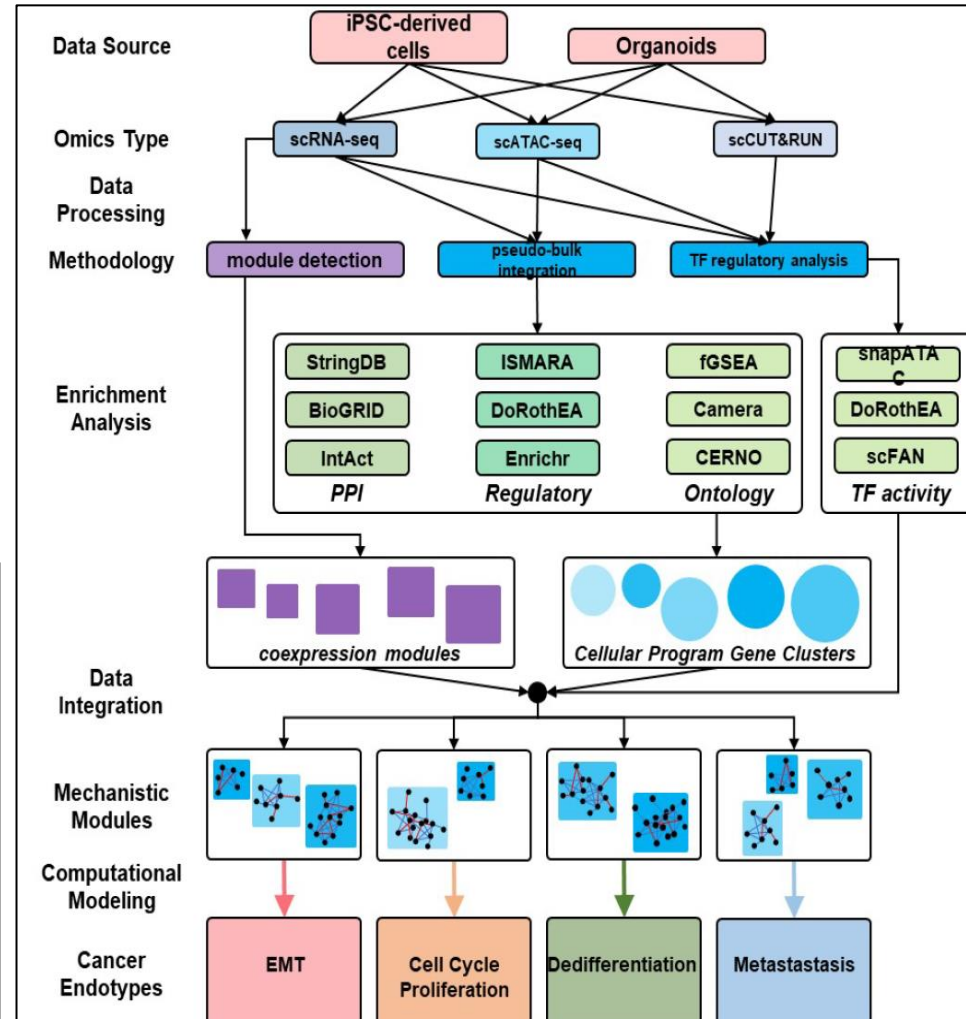 Data Source
iPSC-derived
cells
Organoids
Omics Type
scRNA-seq
scATAC-seq
scCUT&RUN
Data
Processing
Methodology
module detection
pseudo-bulk
integration
TF regulatory analysis
Enrichment
Analysis
StringDB
ISMARA
fGSEA
snapATA
C
BioGRID
DoRothEA
Camera
DoRothEA
IntAct
Enrichr
CERNO
scFAN
PPI
Regulatory
Ontology
TF activity
coexpression modules
Cellular Program Gene Clusters
Data
Integration
Mechanistic
Modules
Computational
Modeling
Cancer
Endotypes
EMT
Cell Cycle
Proliferation
Dedifferentiation
Metastastasis